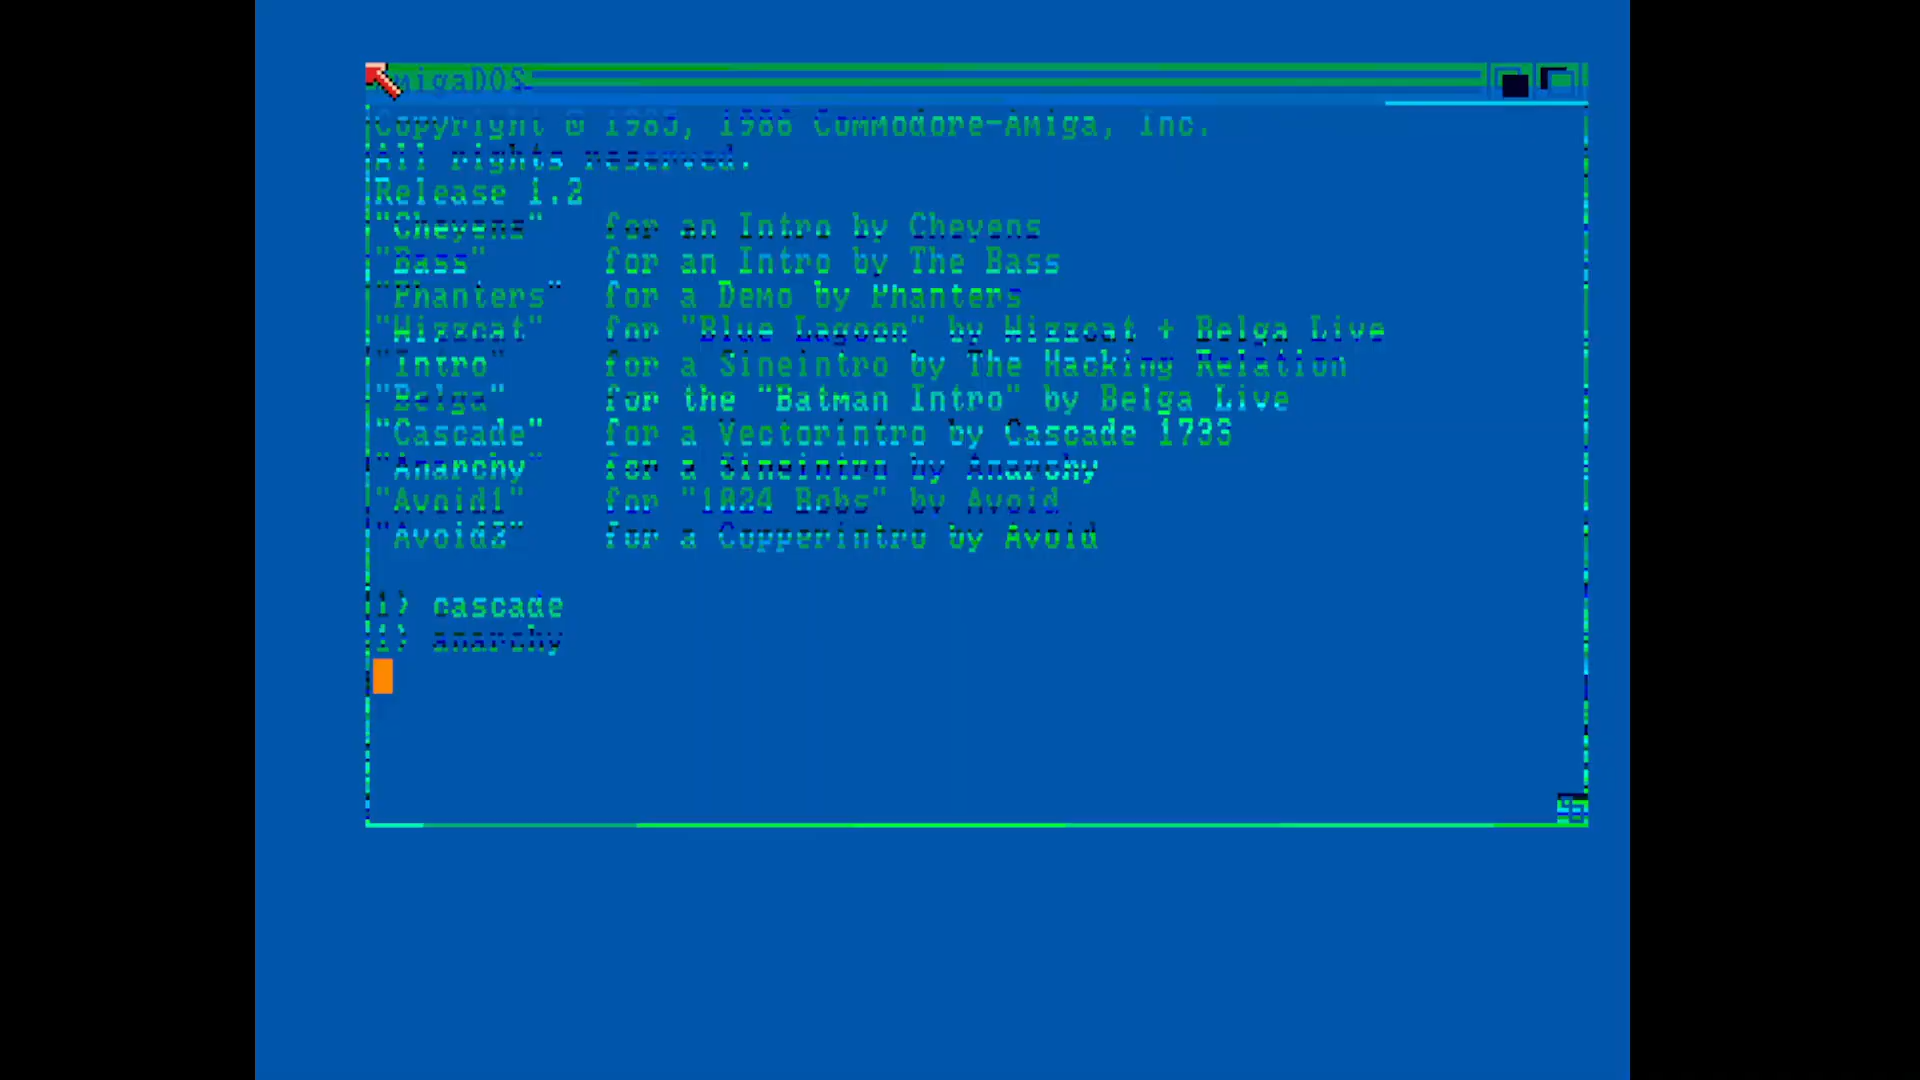 AmigaDOS
Copyright © 1985, 1986 Commodore-Amiga, Inc.
All rights reserved.
Release 1.2
"Cheyens" for an Intro by Cheyens
"Bass" for an Intro by The Bass
"Phanters" for a Demo by Phanters
"Hizzcat" for "Blue Lagoon" by Hizzcat + Belga Live
"Intro" for a Sineintro by The Hacking Relation
"Belga" for the "Batman Intro" by Belga Live
"Cascade" for a Vectorintro by Cascade 1733
"Anarchy" for a Sineintro by Anarchy
"Avoid1" for "1024 Bobs" by Avoid
"Avoid2" for a Copperintro by Avoid
1> cascade
1> anarchy